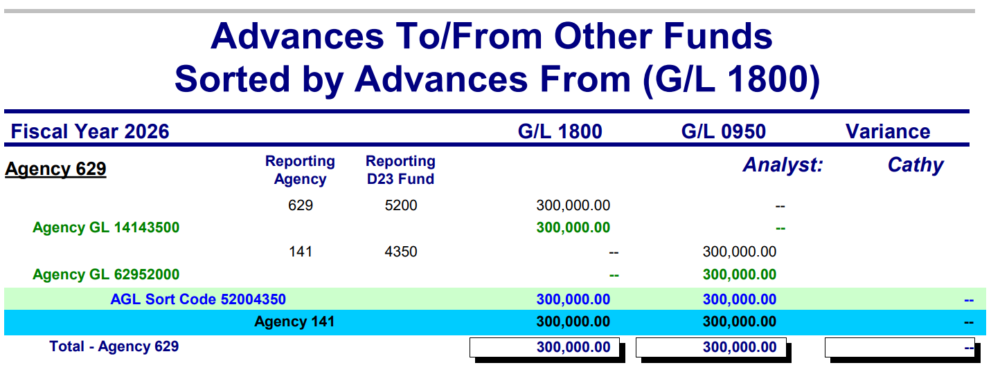 Advances To/From Other Funds
Sorted by Advances From (G/L 1800)
Fiscal Year 2026 G/L 1800 G/L 0950 Variance
Agency 629 Reporting Agency Reporting D23 Fund Analyst: Cathy
629 5200 300,000.00 --
Agency GL 14143500 300,000.00 --
141 4350 -- 300,000.00
Agency GL 62952000 -- 300,000.00
AGL Sort Code 52004350 300,000.00 300,000.00 --
Agency 141 300,000.00 300,000.00 --
Total - Agency 629 300,000.00 300,000.00 --